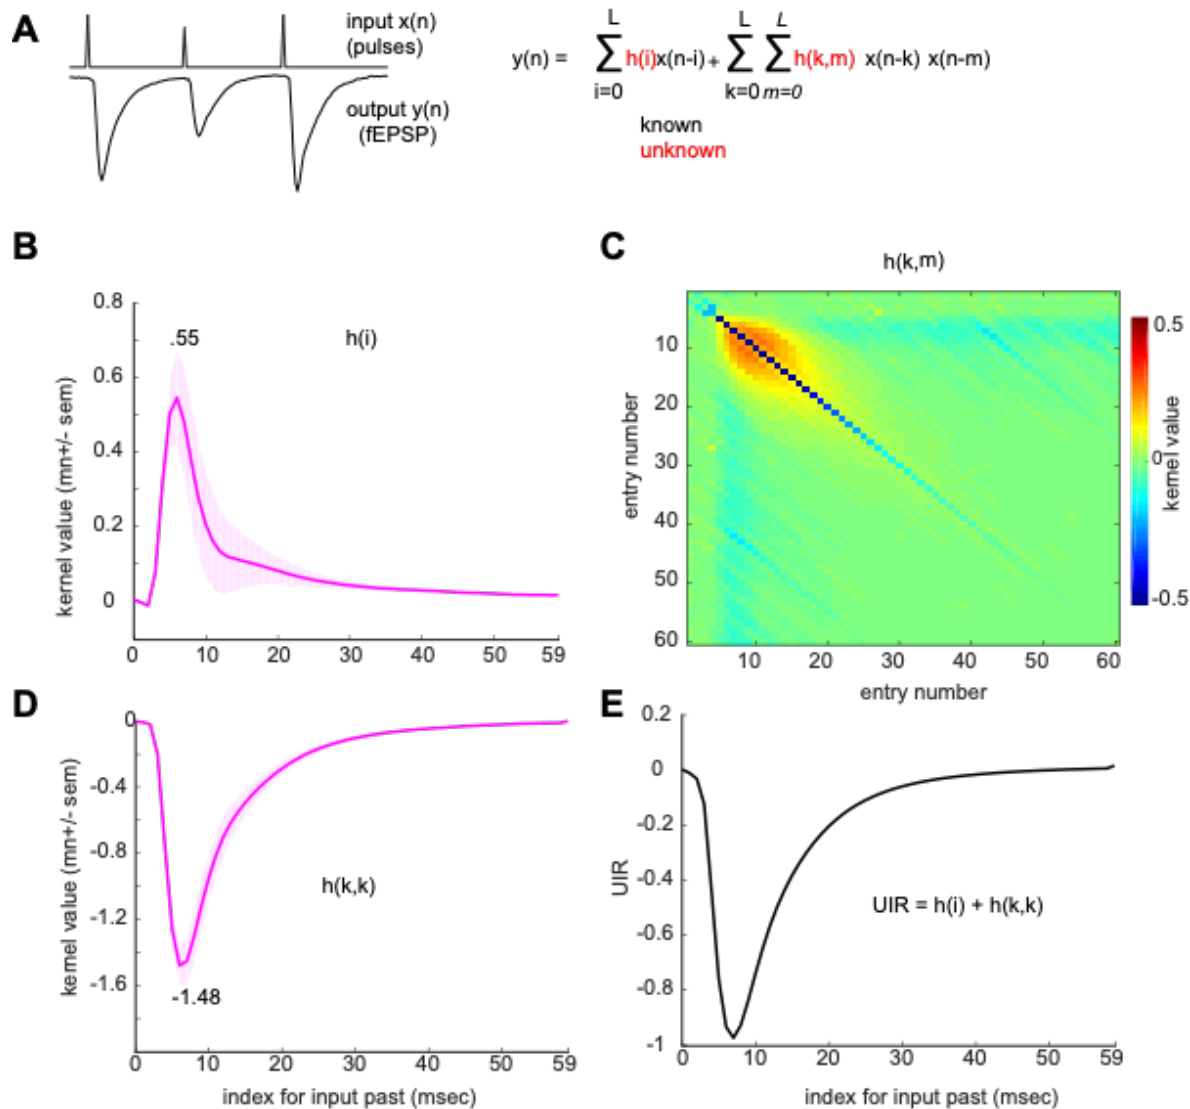 A
input x(n)
(pulses)
output y(n)
(fEPSP)
L L L
y(n) = ∑ h(i)x(n-i) + ∑ ∑ h(k,m) x(n-k) x(n-m)
i=0 k=0 m=0
known
unknown
B
kernel value (mn+/- sem)
0.8
0.6
0.4
0.2
0
.55
h(i)
0 10 20 30 40 50 59
C
h(k,m)
entry number
10
20
30
40
50
60
10 20 30 40 50 60
entry number
0.5
0
-0.5
kernel value
D
kernel value (mn+/- sem)
0
-0.4
-0.8
-1.2
-1.6
h(k,k)
-1.48
0 10 20 30 40 50 59
index for input past (msec)
E
UIR
0.2
0
-0.2
-0.4
-0.6
-0.8
-1
UIR = h(i) + h(k,k)
0 10 20 30 40 50 59
index for input past (msec)